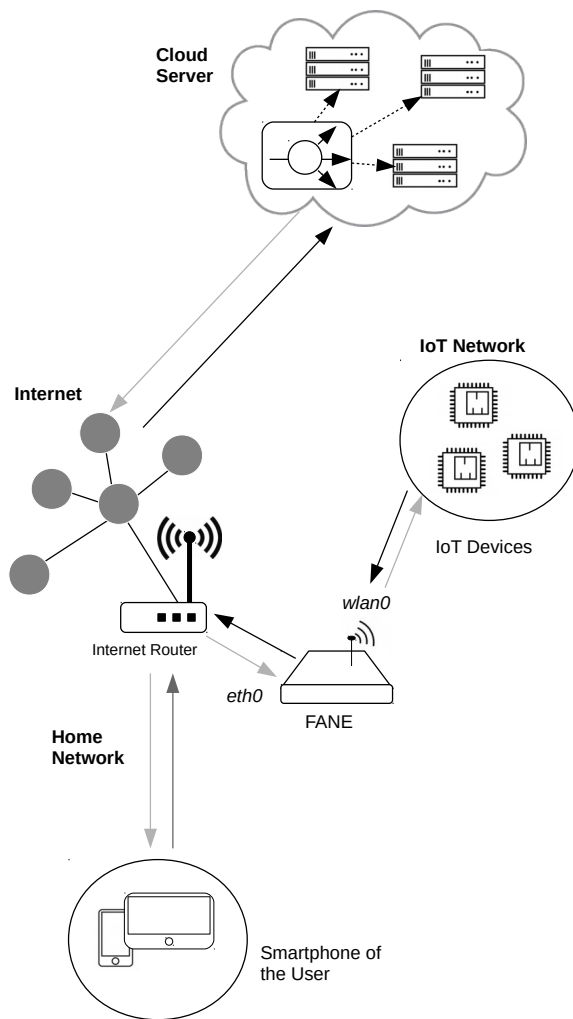 Cloud
Server
IoT Network
Internet
IoT Devices
wlan0
Internet Router
eth0
FANE
Home
Network
Smartphone of
the User